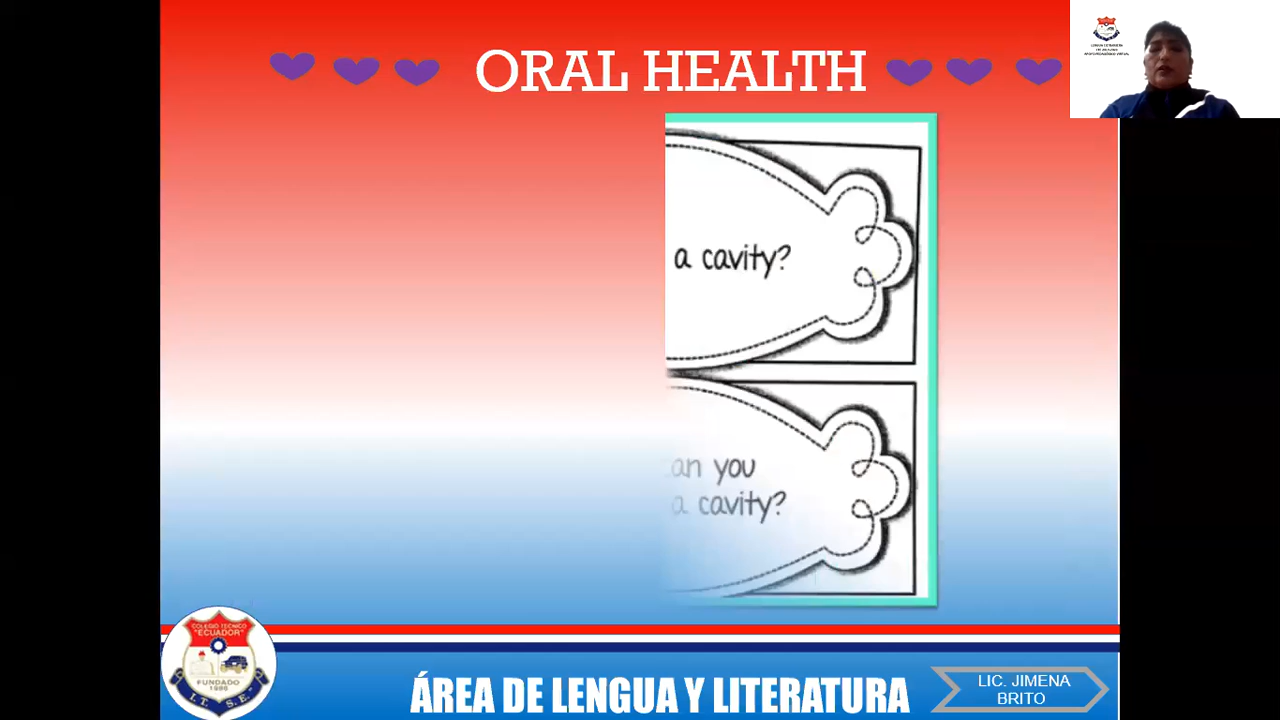 ORAL HEALTH
a cavity?
an you
a cavity?
COLEGIO TÉCNICO
"ECUADOR"
FUNDADO
I.T. S.E.
ÁREA DE LENGUA Y LITERATURA
LIC. JIMENA
BRITO